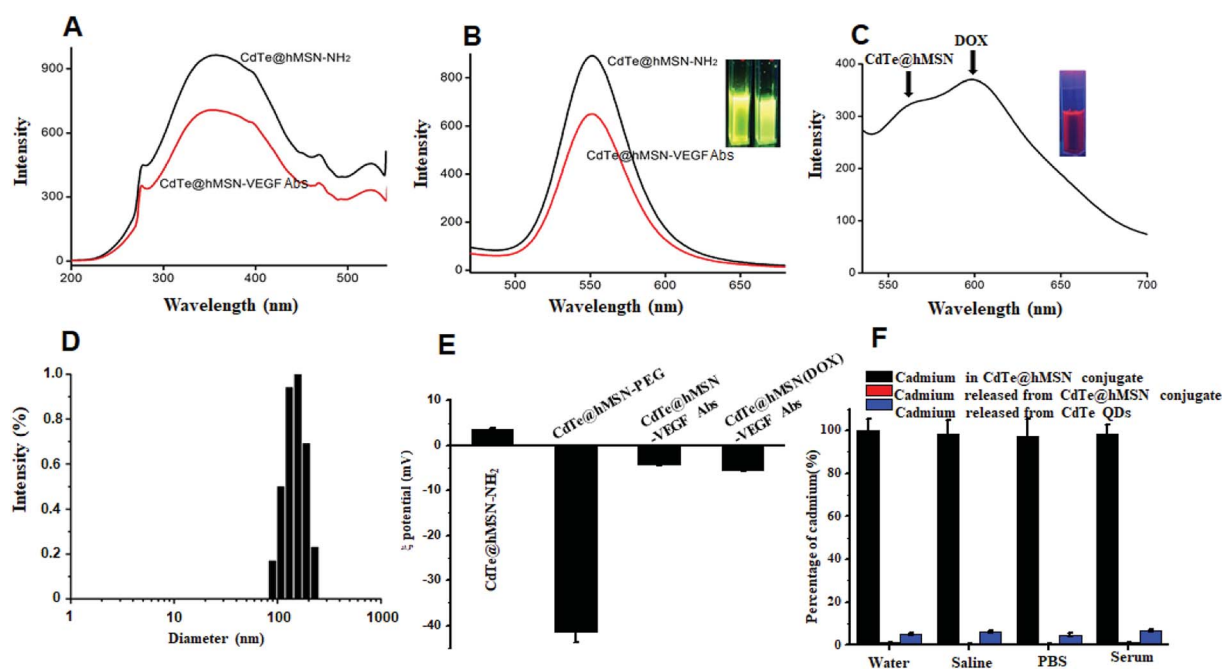 A
CdTe@hMSN-NH2
CdTe@hMSN-VEGF Abs
900
600
300
0
200
300
400
500
Intensity
Wavelength (nm)
B
CdTe@hMSN-NH2
CdTe@hMSN-VEGF Abs
800
600
400
200
0
500
550
600
650
Intensity
Wavelength (nm)
C
DOX
CdTe@hMSN
400
300
200
100
0
550
600
650
700
Intensity
Wavelength (nm)
D
1.0
0.8
0.6
0.4
0.2
0
1
10
100
1000
Intensity (%)
Diameter (nm)
E
10
0
-10
-20
-30
-40
ξ potential (mV)
CdTe@hMSN-NH2
CdTe@hMSN-PEG
CdTe@hMSN
-VEGF Abs
CdTe@hMSN(DOX)
-VEGF Abs
F
Cadmium in CdTe@hMSN conjugate
Cadmium released from CdTe@hMSN conjugate
Cadmium released from CdTe QDs
100
80
60
40
20
0
Percentage of cadmium(%)
Water
Saline
PBS
Serum